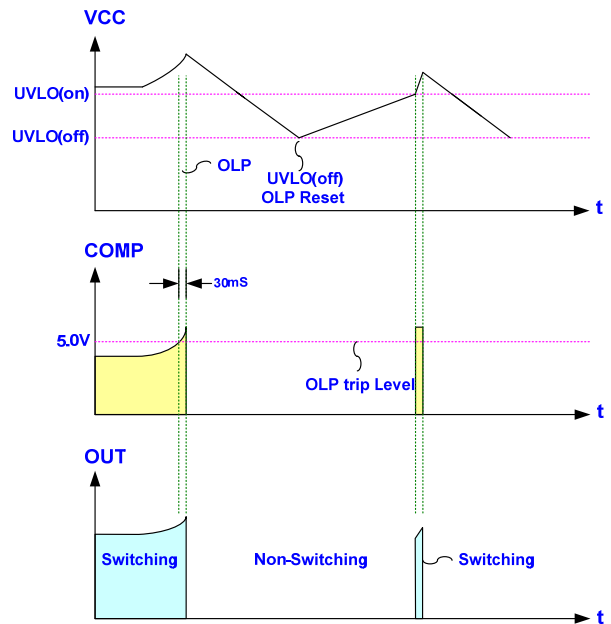 VCC
UVLO(on)
UVLO(off)
OLP
UVLO(off)
OLP Reset
t
COMP
30mS
5.0V
OLP trip Level
t
OUT
Switching
Non-Switching
Switching
t